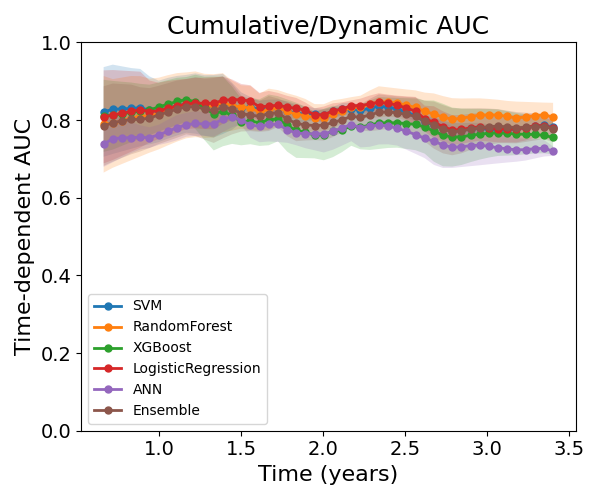 Cumulative/Dynamic AUC
Time-dependent AUC
1.0
0.8
0.6
0.4
0.2
0.0
SVM
RandomForest
XGBoost
LogisticRegression
ANN
Ensemble
1.0 1.5 2.0 2.5 3.0 3.5
Time (years)